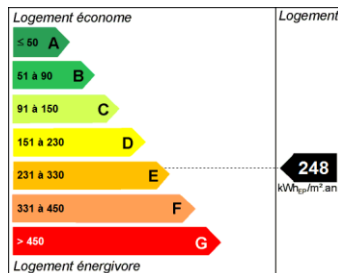 Logement économe
Logement
≤ 50 A
51 à 90 B
91 à 150 C
151 à 230 D
231 à 330 E
248
kWhEP/m².an
331 à 450 F
> 450 G
Logement énergivore